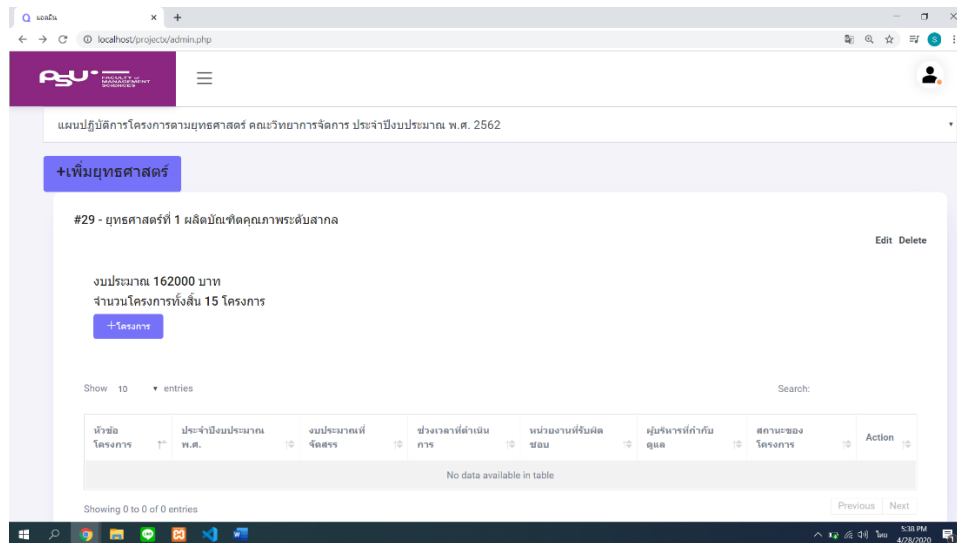 แอลมิน
localhost/projectx/admin.php
PSU FACULTY of
MANAGEMENT
SCIENCES
แผนปฏิบัติการโครงการตามยุทธศาสตร์ คณะวิทยาการจัดการ ประจำปีงบประมาณ พ.ศ. 2562
+เพิ่มยุทธศาสตร์
#29 - ยุทธศาสตร์ที่ 1 ผลิตบัณฑิตคุณภาพระดับสากล
Edit Delete
งบประมาณ 162000 บาท
จำนวนโครงการทั้งสิ้น 15 โครงการ
+โครงการ
Show 10 entries
Search:
หัวข้อโครงการ
ประจำปีงบประมาณ พ.ศ.
งบประมาณที่จัดสรร
ช่วงเวลาที่ดำเนินการ
หน่วยงานที่รับผิดชอบ
ผู้บริหารที่กำกับดูแล
สถานะของโครงการ
Action
No data available in table
Showing 0 to 0 of 0 entries
Previous Next
ไทย
5:38 PM
4/28/2020